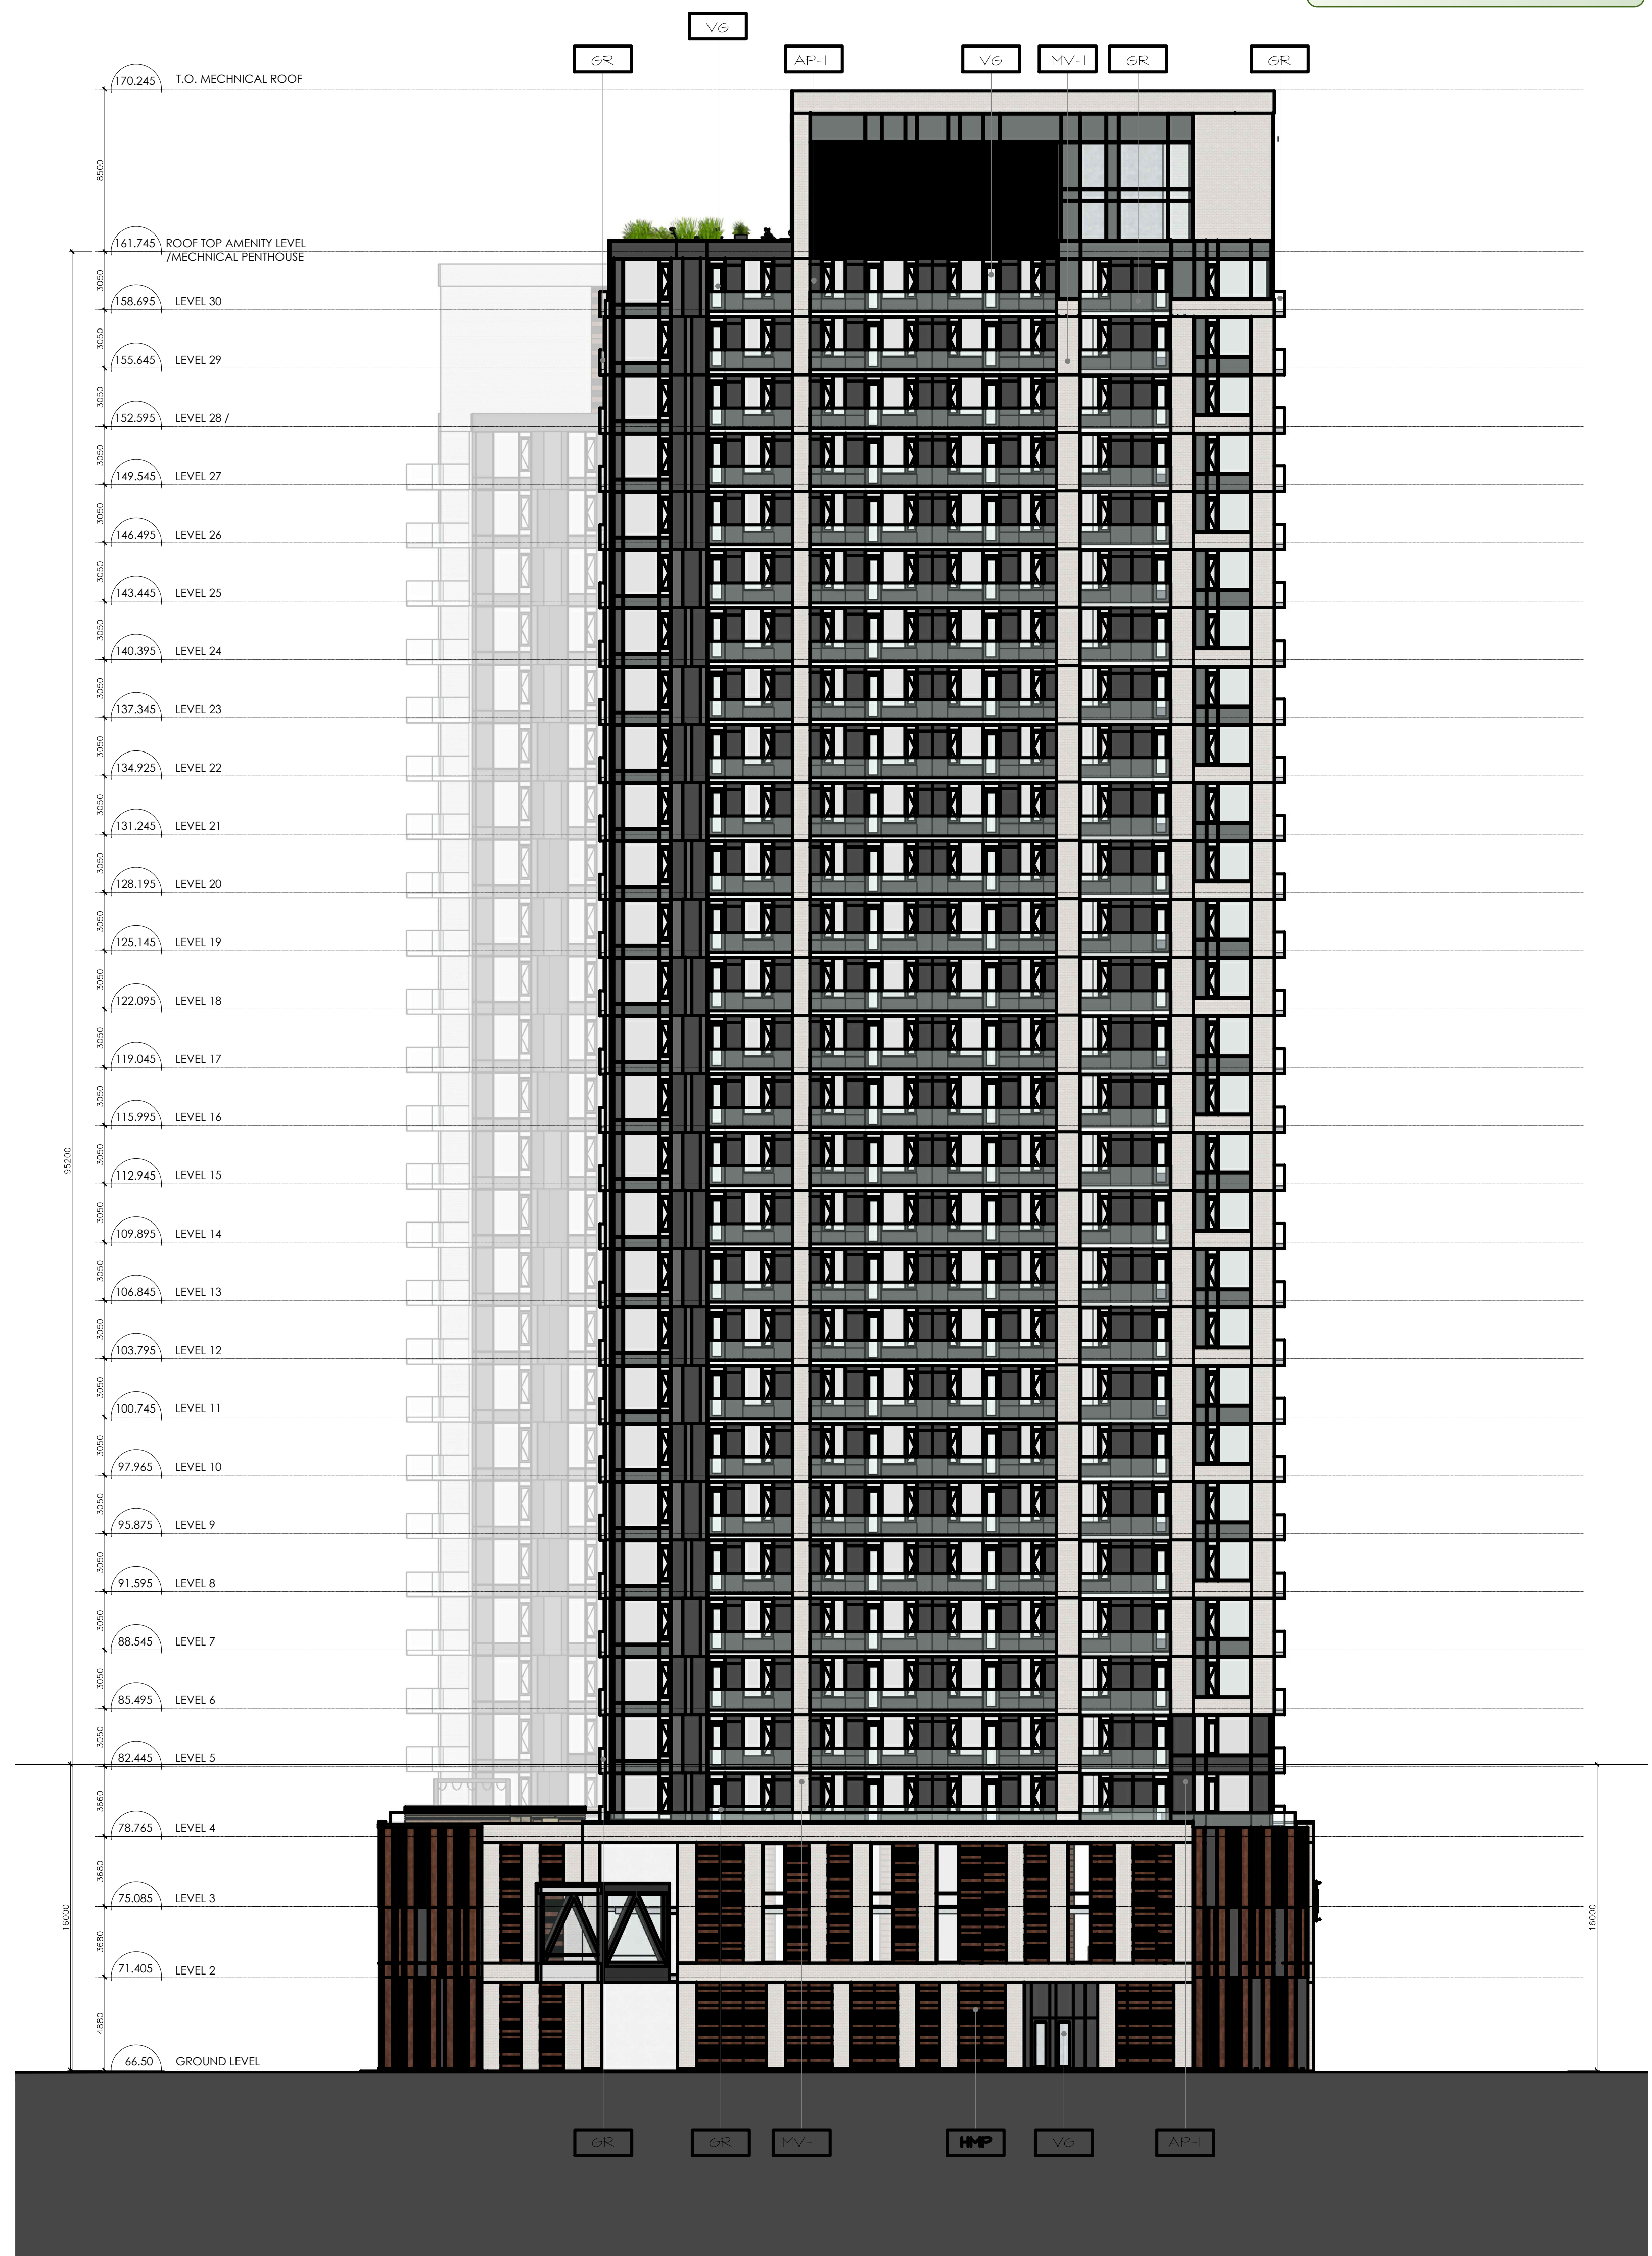 VG
GR
AP-1
VG
MV-1
GR
GR
170.245 T.O. MECHNICAL ROOF
8500
161.745 ROOF TOP AMENITY LEVEL
/MECHNICAL PENTHOUSE
3050
158.695 LEVEL 30
3050
155.645 LEVEL 29
3050
152.595 LEVEL 28 /
3050
149.545 LEVEL 27
3050
146.495 LEVEL 26
3050
143.445 LEVEL 25
3050
140.395 LEVEL 24
3050
137.345 LEVEL 23
3050
134.925 LEVEL 22
3050
131.245 LEVEL 21
3050
128.195 LEVEL 20
3050
125.145 LEVEL 19
3050
122.095 LEVEL 18
3050
119.045 LEVEL 17
3050
115.995 LEVEL 16
3050
95200
112.945 LEVEL 15
3050
109.895 LEVEL 14
3050
106.845 LEVEL 13
3050
103.795 LEVEL 12
3050
100.745 LEVEL 11
3050
97.965 LEVEL 10
3050
95.875 LEVEL 9
3050
91.595 LEVEL 8
3050
88.545 LEVEL 7
3050
85.495 LEVEL 6
3050
82.445 LEVEL 5
3660
78.765 LEVEL 4
3680
75.085 LEVEL 3
16000
16000
3680
71.405 LEVEL 2
4880
66.50 GROUND LEVEL
GR
GR
MV-1
HMP
VG
AP-1